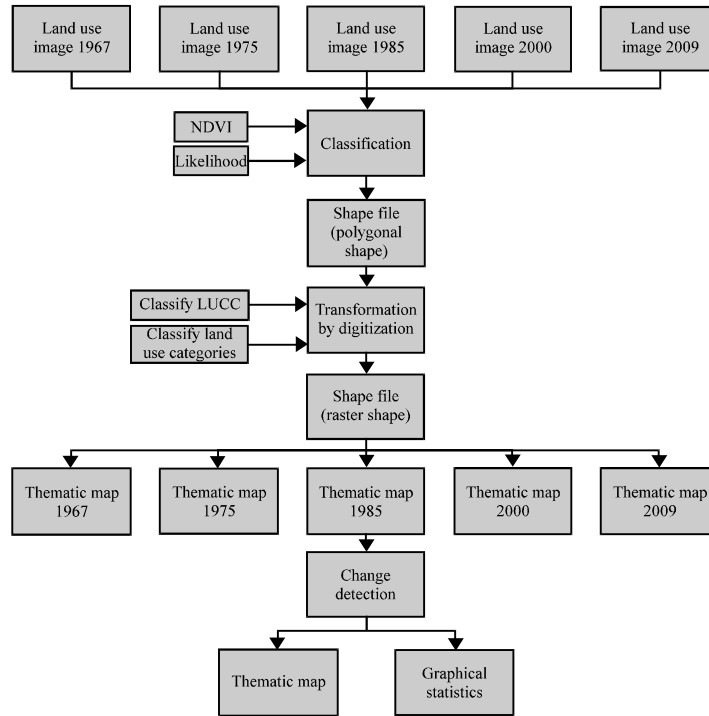 Land use
image 1967
Land use
image 1975
Land use
image 1985
Land use
image 2000
Land use
image 2009
NDVI
Likelihood
Classification
Shape file
(polygonal
shape)
Classify LUCC
Classify land
use categories
Transformation
by digitization
Shape file
(raster shape)
Thematic map
1967
Thematic map
1975
Thematic map
1985
Thematic map
2000
Thematic map
2009
Change
detection
Thematic map
Graphical
statistics